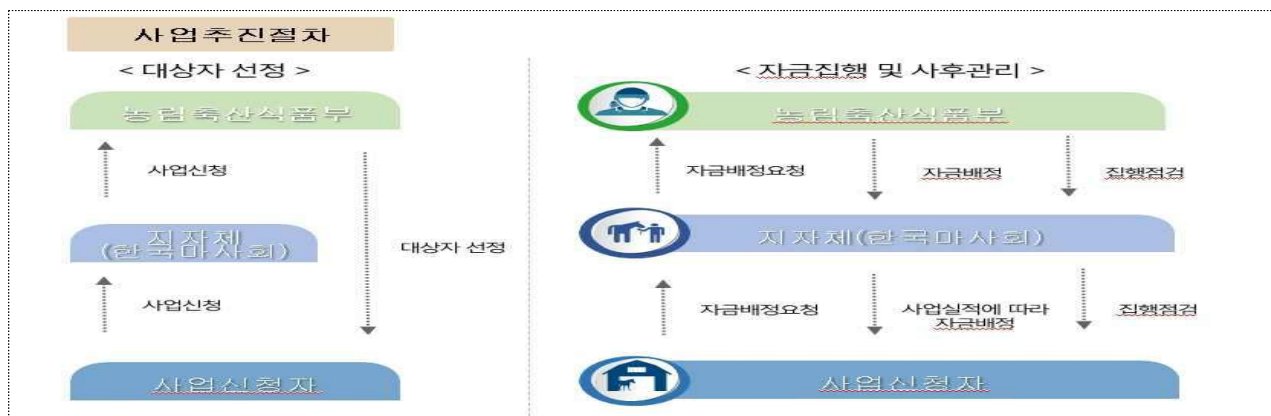 사업추진절차
< 대상자 선정 >
농림축산식품부
사업신청
지자체
(한국마사회)
대상자 선정
사업신청
사업신청자
< 자금집행 및 사후관리 >
농림축산식품부
자금배정요청
자금배정
집행점검
지자체(한국마사회)
자금배정요청
사업실적에 따라
자금배정
집행점검
사업신청자